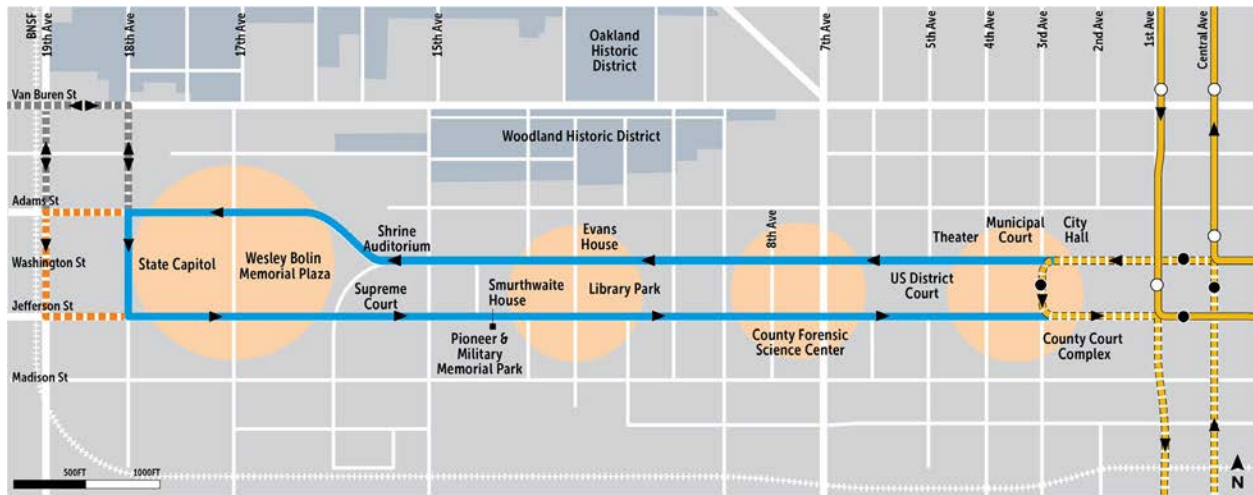 BNSF
19th Ave
18th Ave
17th Ave
15th Ave
7th Ave
5th Ave
4th Ave
3rd Ave
2nd Ave
1st Ave
Central Ave
Oakland
Historic
District
Van Buren St
Woodland Historic District
Adams St
Shrine
Auditorium
Evans
House
8th Ave
Theater
Municipal
Court
City
Hall
Washington St
State Capitol
Wesley Bolin
Memorial Plaza
Supreme
Court
Smurthwaite
House
Library Park
US District
Court
Jefferson St
Pioneer &
Military
Memorial Park
County Forensic
Science Center
County Court
Complex
Madison St
500FT
1000FT
N